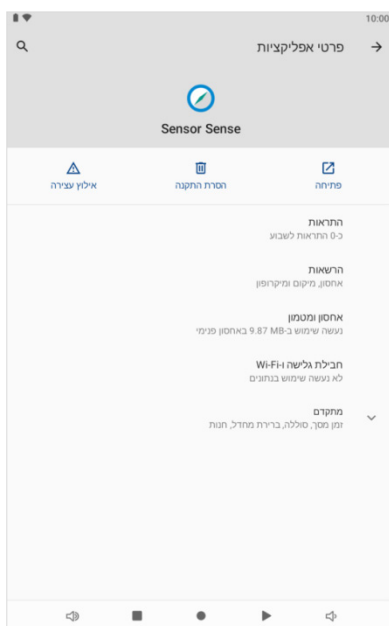 10:00
פרטי אפליקציות
Sensor Sense
פתיחה
הסרת התקנה
אילוץ עצירה
התראות
כ-0 התראות לשבוע
הרשאות
אחסון, מיקום ומיקרופון
אחסון ומטמון
נעשה שימוש ב-9.87 MB באחסון פנימי
חבילת גלישה ו-Wi-Fi
לא נעשה שימוש בנתונים
מתקדם
זמן מסך, סוללה, ברירת מחדל, חנות